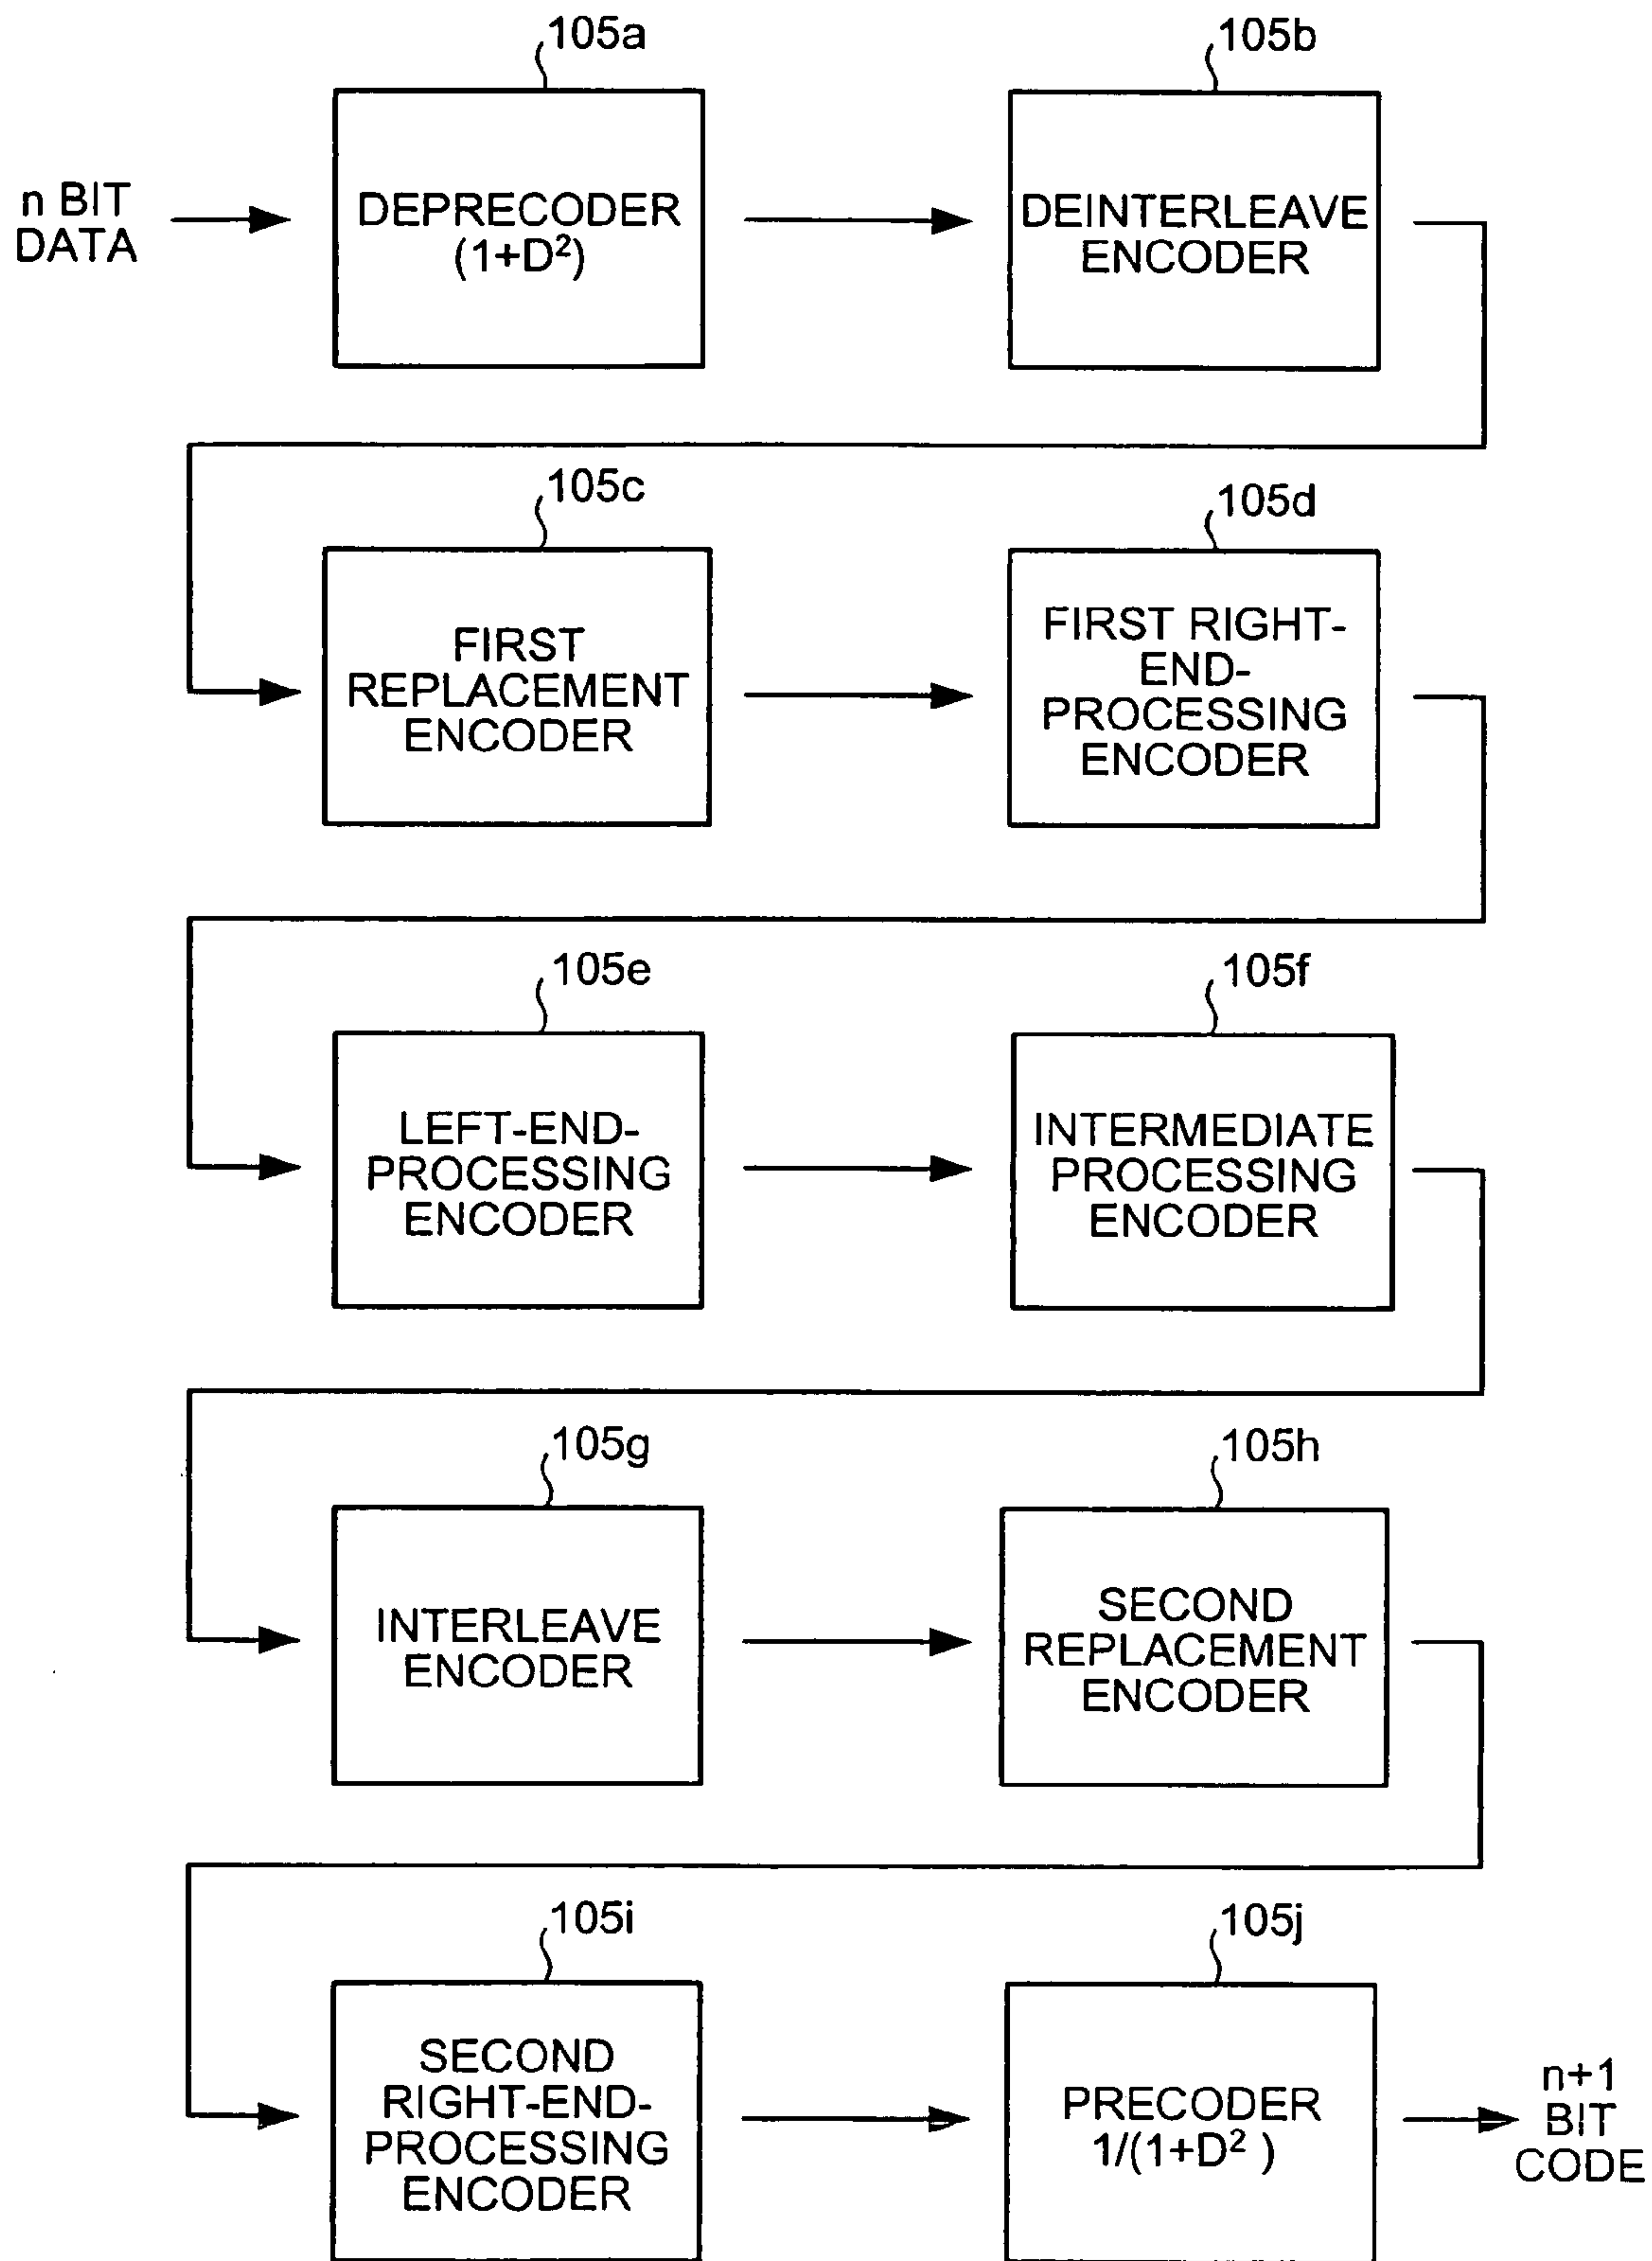 105a
105b
n BIT
DATA
DEPRECODER
(1+D²)
DEINTERLEAVE
ENCODER
105c
105d
FIRST
REPLACEMENT
ENCODER
FIRST RIGHT-
END-
PROCESSING
ENCODER
105e
105f
LEFT-END-
PROCESSING
ENCODER
INTERMEDIATE
PROCESSING
ENCODER
105g
105h
INTERLEAVE
ENCODER
SECOND
REPLACEMENT
ENCODER
105i
105j
SECOND
RIGHT-END-
PROCESSING
ENCODER
PRECODER
1/(1+D² )
n+1
BIT
CODE